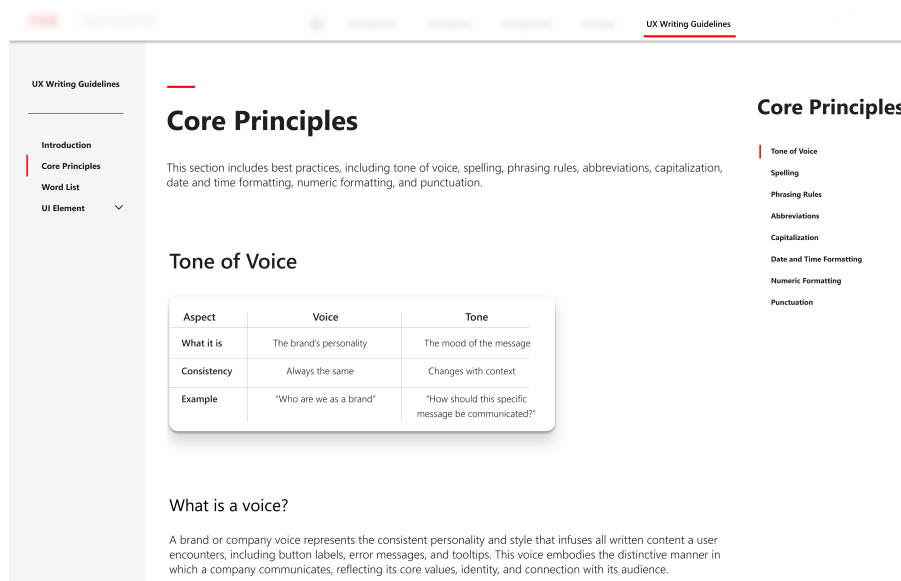 UX Writing Guidelines
UX Writing Guidelines
Introduction
Core Principles
Word List
UI Element
Core Principles
This section includes best practices, including tone of voice, spelling, phrasing rules, abbreviations, capitalization,
date and time formatting, numeric formatting, and punctuation.
Tone of Voice
Aspect Voice Tone
What it is The brand's personality The mood of the message
Consistency Always the same Changes with context
Example "Who are we as a brand" "How should this specific
message be communicated?"
What is a voice?
A brand or company voice represents the consistent personality and style that infuses all written content a user
encounters, including button labels, error messages, and tooltips. This voice embodies the distinctive manner in
which a company communicates, reflecting its core values, identity, and connection with its audience.
Core Principles
Tone of Voice
Spelling
Phrasing Rules
Abbreviations
Capitalization
Date and Time Formatting
Numeric Formatting
Punctuation